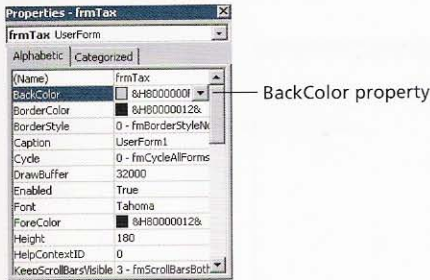 Properties - frmTax
frmTax UserForm
Alphabetic Categorized
(Name) frmTax
BackColor &H8000000F
BackColor property
BorderColor &H80000012&
BorderStyle 0 - fmBorderStyleNo
Caption UserForm1
Cycle 0 - fmCycleAllForms
DrawBuffer 32000
Enabled True
Font Tahoma
ForeColor &H80000012&
Height 180
HelpContextID 0
KeepScrollBarsVisible 3 - fmScrollBarsBoth